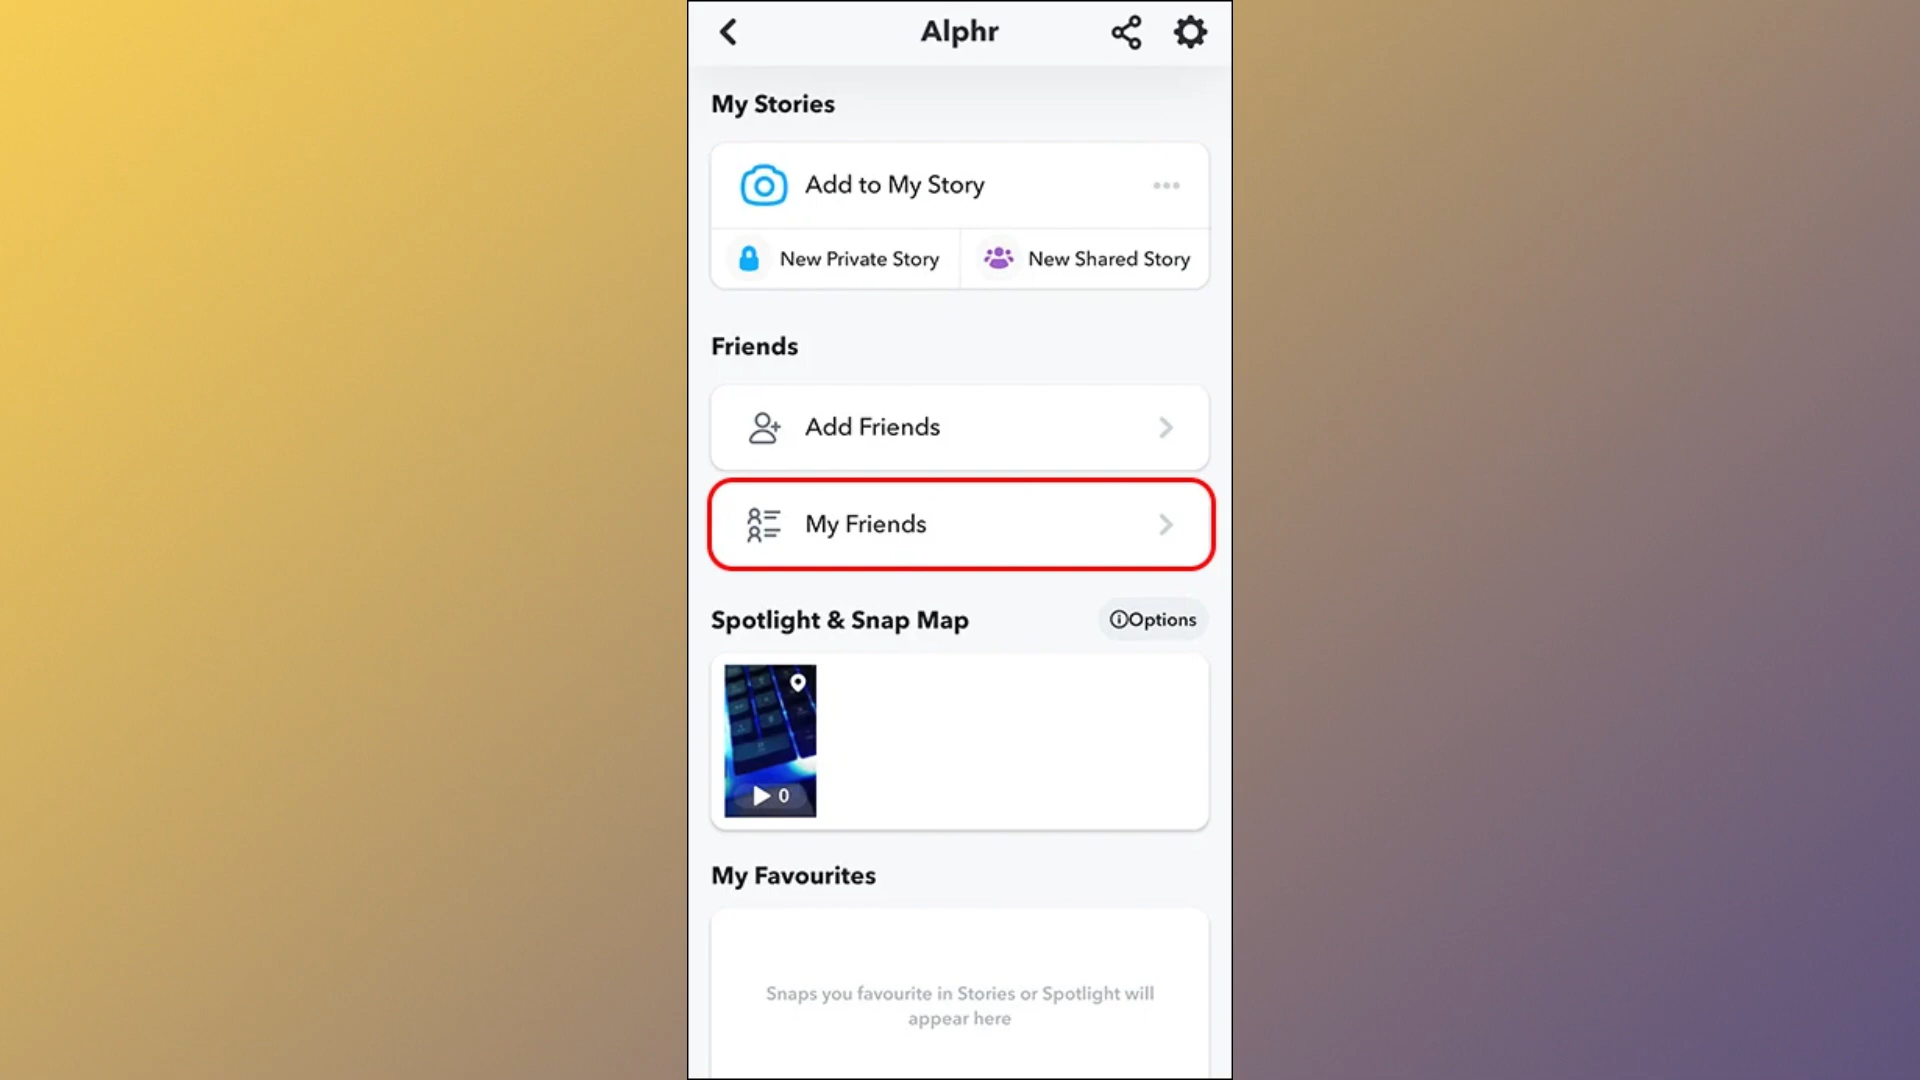 Alphr
My Stories
Add to My Story
New Private Story
New Shared Story
Friends
Add Friends
My Friends
Spotlight & Snap Map
Options
0
My Favourites
Snaps you favourite in Stories or Spotlight will
appear here